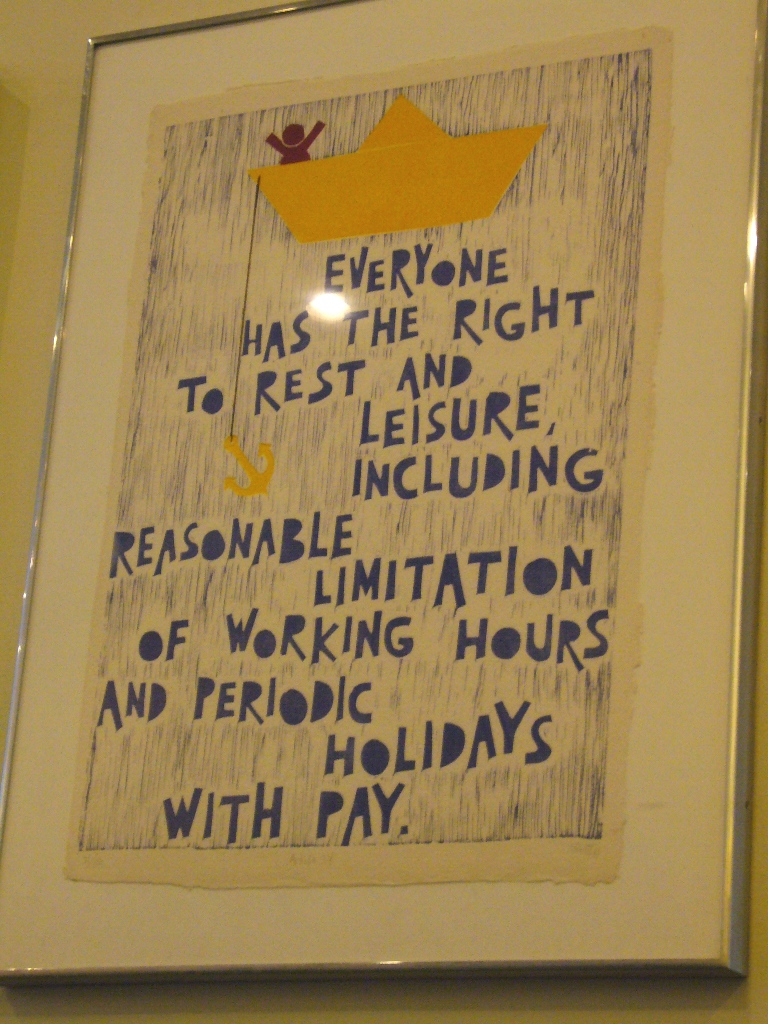 EVERYONE
HAS THE RIGHT
TO REST AND
LEISURE,
INCLUDING
REASONABLE
LIMITATION
OF WORKING HOURS
AND PERIODIC
HOLIDAYS
WITH PAY.